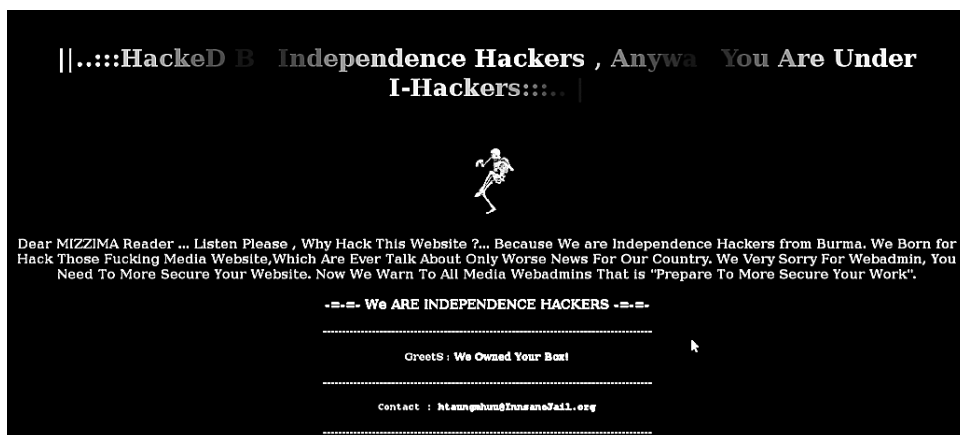 ||..:::HackeD B Independence Hackers , Anywa You Are Under
I-Hackers:::.. |
Dear MIZZIMA Reader ... Listen Please , Why Hack This Website ?... Because We are Independence Hackers from Burma. We Born for
Hack Those Fucking Media Website,Which Are Ever Talk About Only Worse News For Our Country. We Very Sorry For Webadmin, You
Need To More Secure Your Website. Now We Warn To All Media Webadmins That is "Prepare To More Secure Your Work".
-=-=- We ARE INDEPENDENCE HACKERS -=-=-
GreetS : We Owned Your Box!
Contact : htaungmhuu@InnsaneJail.org